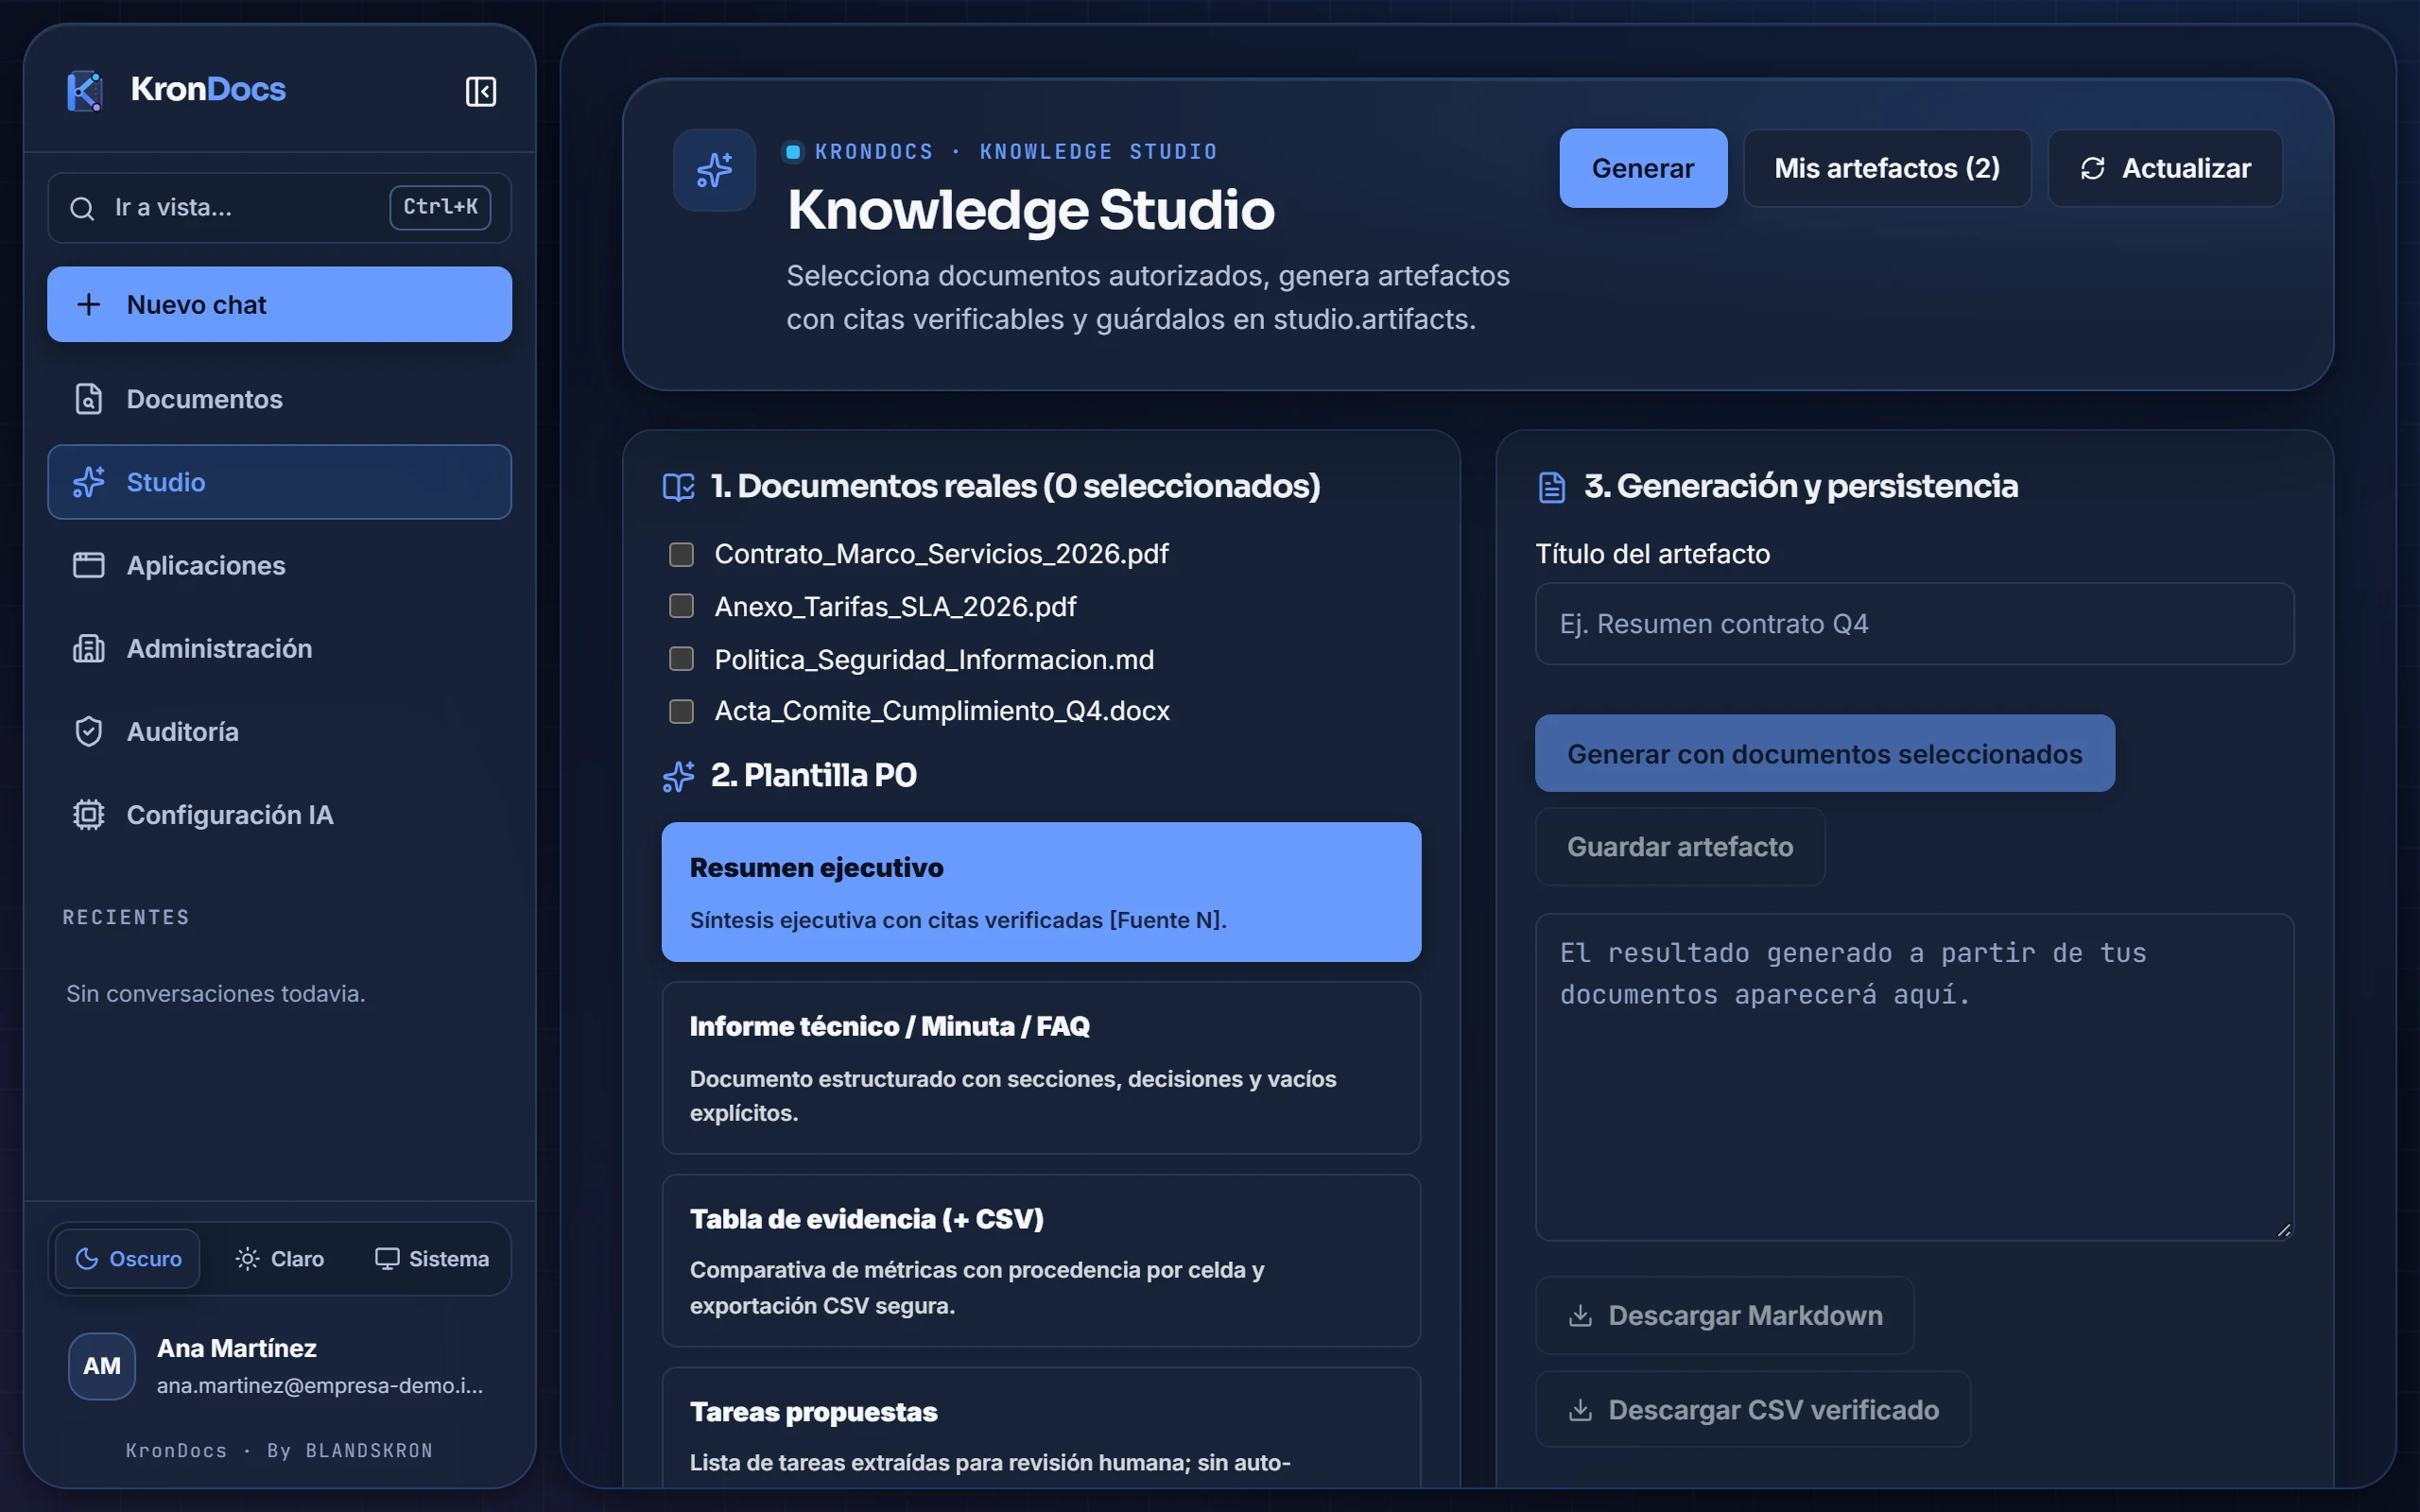 KronDocs
Ir a vista...
Ctrl+K
Nuevo chat
Documentos
Studio
Aplicaciones
Administración
Auditoría
Configuración IA
RECIENTES
Sin conversaciones todavia.
Oscuro
Claro
Sistema
AM
Ana Martínez
ana.martinez@empresa-demo.i...
KronDocs · By BLANDSKRON
KRONDOCS · KNOWLEDGE STUDIO
Knowledge Studio
Selecciona documentos autorizados, genera artefactos
con citas verificables y guárdalos en studio.artifacts.
Generar
Mis artefactos (2)
Actualizar
1. Documentos reales (0 seleccionados)
Contrato_Marco_Servicios_2026.pdf
Anexo_Tarifas_SLA_2026.pdf
Politica_Seguridad_Informacion.md
Acta_Comite_Cumplimiento_Q4.docx
2. Plantilla P0
Resumen ejecutivo
Síntesis ejecutiva con citas verificadas [Fuente N].
Informe técnico / Minuta / FAQ
Documento estructurado con secciones, decisiones y vacíos
explícitos.
Tabla de evidencia (+ CSV)
Comparativa de métricas con procedencia por celda y
exportación CSV segura.
Tareas propuestas
Lista de tareas extraídas para revisión humana; sin auto-
3. Generación y persistencia
Título del artefacto
Ej. Resumen contrato Q4
Generar con documentos seleccionados
Guardar artefacto
El resultado generado a partir de tus
documentos aparecerá aquí.
Descargar Markdown
Descargar CSV verificado